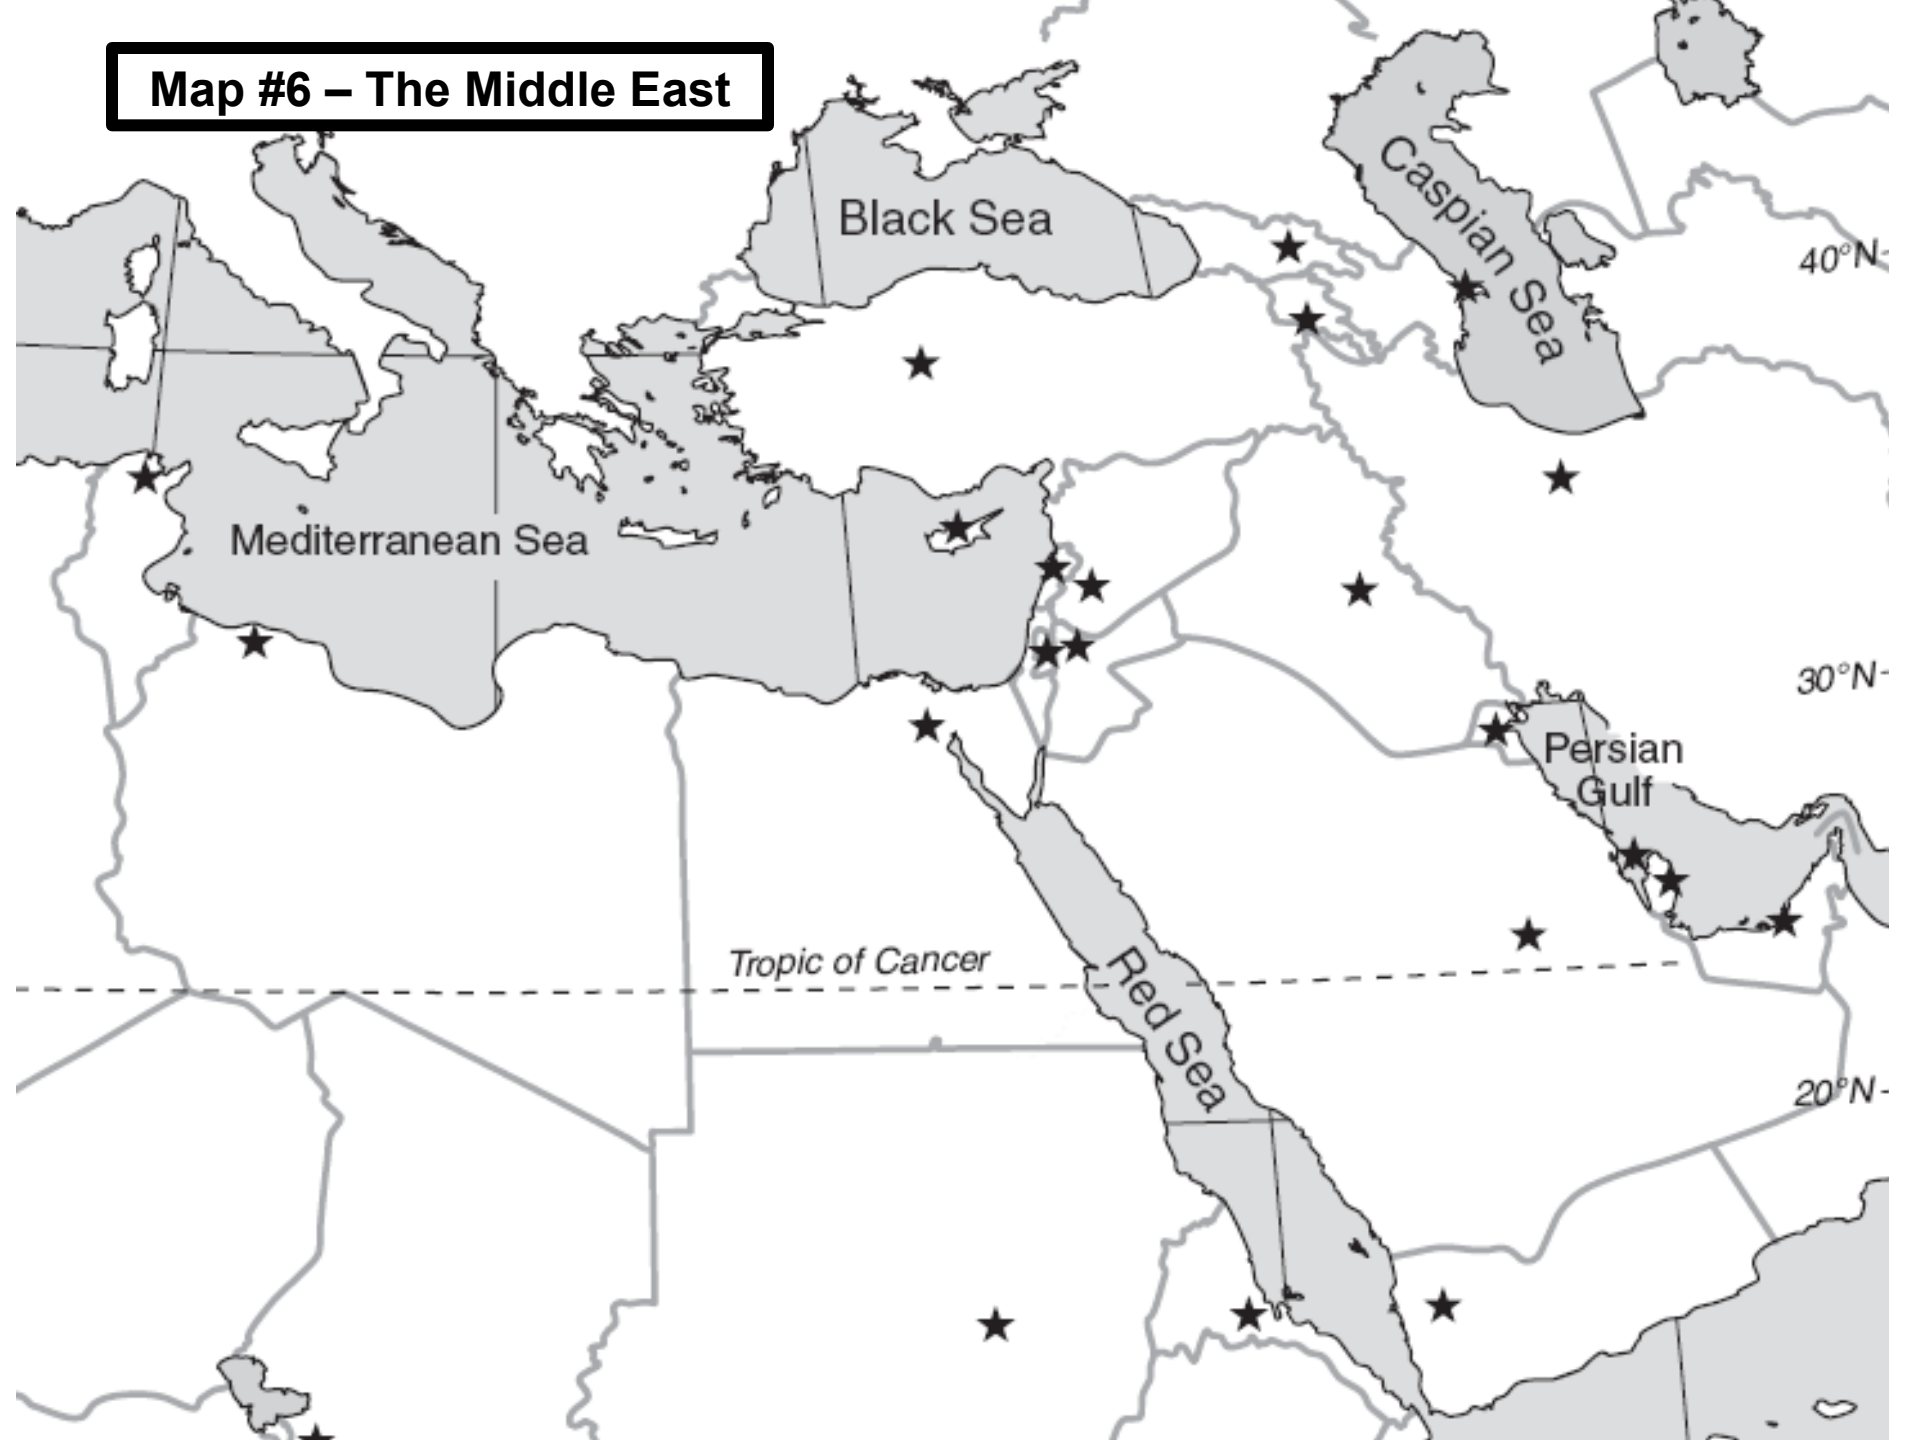 Map #6 – The Middle East
Black Sea
Caspian Sea
40°N
Mediterranean Sea
30°N
Persian
Gulf
Tropic of Cancer
Red Sea
20°N